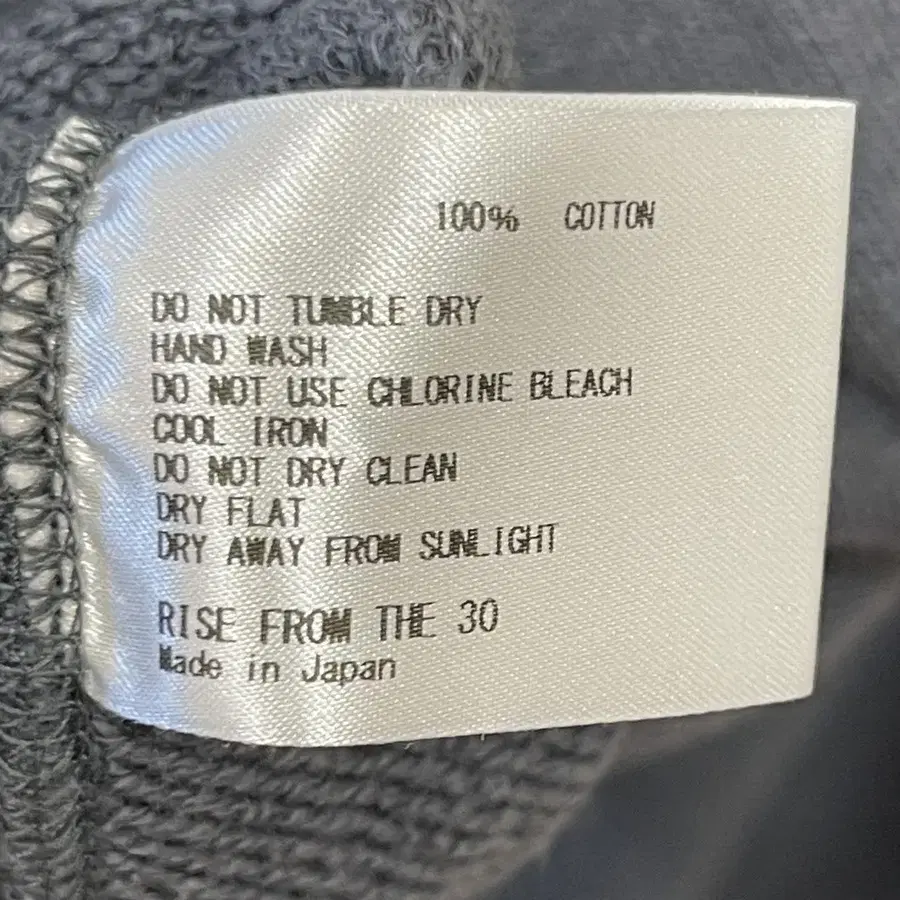 100% COTTON
DO NOT TUMBLE DRY
HAND WASH
DO NOT USE CHLORINE BLEACH
COOL IRON
DO NOT DRY CLEAN
DRY FLAT
DRY AWAY FROM SUNLIGHT
RISE FROM THE 30
Made in Japan